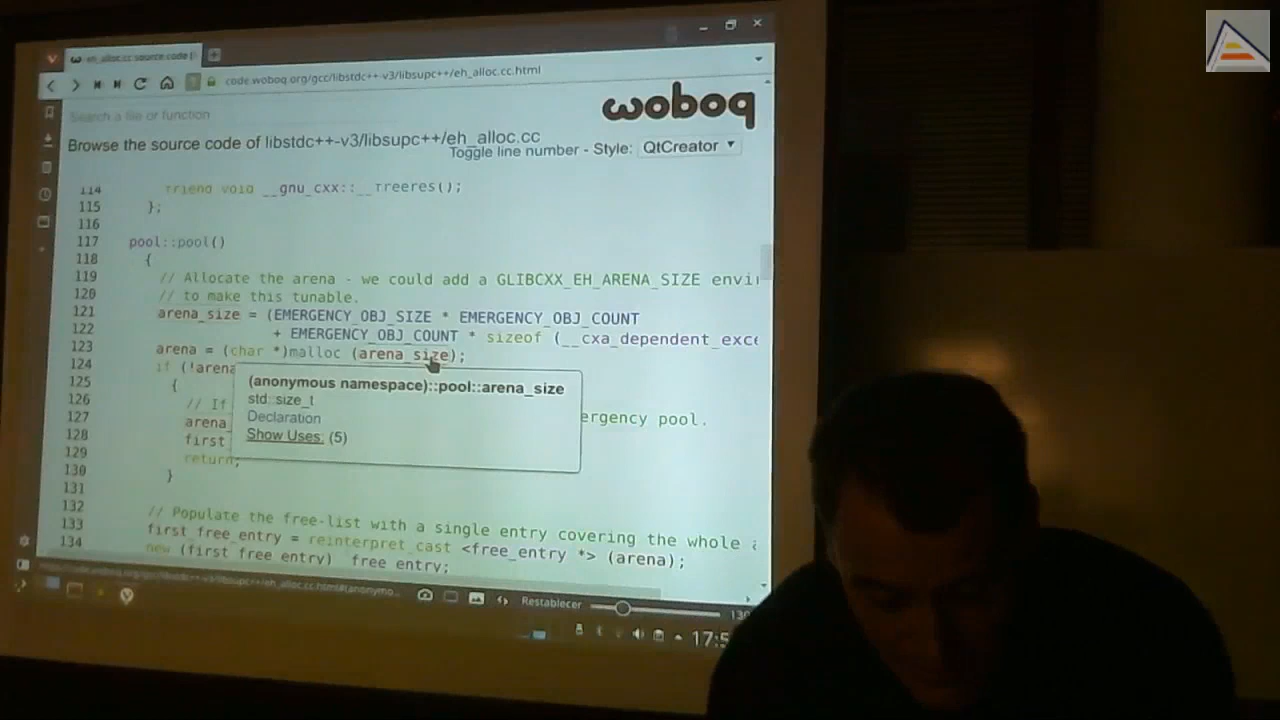 eh_alloc.cc source code [
code.woboq.org/gcc/libstdc++-v3/libsupc++/eh_alloc.cc.html
Search a file or function
woboq
Browse the source code of libstdc++-v3/libsupc++/eh_alloc.cc
Toggle line number - Style: QtCreator
114 friend void __gnu_cxx::__freeres();
115 };
116
117 pool::pool()
118 {
119 // Allocate the arena - we could add a GLIBCXX_EH_ARENA_SIZE envi
120 // to make this tunable.
121 arena_size = (EMERGENCY_OBJ_SIZE * EMERGENCY_OBJ_COUNT
122 + EMERGENCY_OBJ_COUNT * sizeof (__cxa_dependent_exce
123 arena = (char *)malloc (arena_size);
124 if (!arena
125 {
126 // If ergency pool.
127 arena_
128 first_
129 return;
130 }
131
132 // Populate the free-list with a single entry covering the whole a
133 first_free_entry = reinterpret_cast <free_entry *> (arena);
134 new (first_free_entry) free_entry;
(anonymous namespace)::pool::arena_size
std::size_t
Declaration
Show Uses: (5)
Restablecer
130
17:5